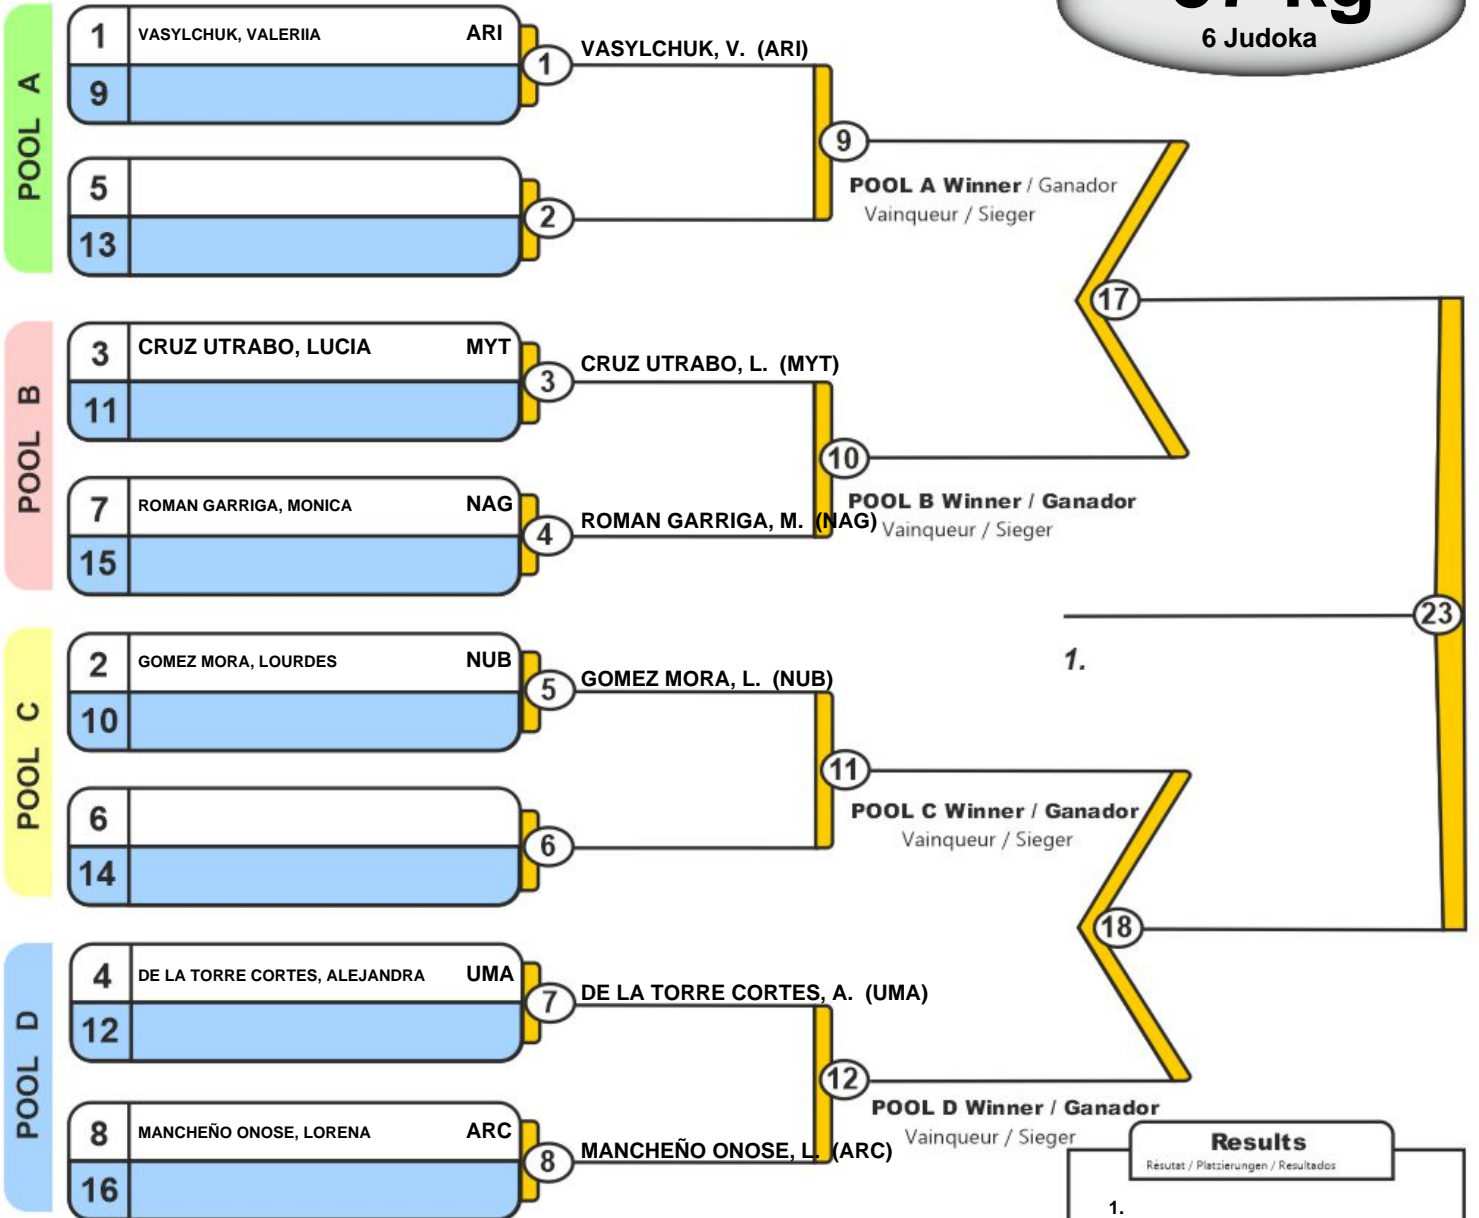 6 Judoka
POOL A
1 VASYLCHUK, VALERIIA ARI
9
1
VASYLCHUK, V. (ARI)
5
13
2
9
POOL A Winner / Ganador
Vainqueur / Sieger
17
POOL B
3 CRUZ UTRABO, LUCIA MYT
11
3
CRUZ UTRABO, L. (MYT)
7 ROMAN GARRIGA, MONICA NAG
15
4
ROMAN GARRIGA, M. (NAG)
10
POOL B Winner / Ganador
Vainqueur / Sieger
23
1.
POOL C
2 GOMEZ MORA, LOURDES NUB
10
5
GOMEZ MORA, L. (NUB)
6
14
6
11
POOL C Winner / Ganador
Vainqueur / Sieger
18
POOL D
4 DE LA TORRE CORTES, ALEJANDRA UMA
12
7
DE LA TORRE CORTES, A. (UMA)
8 MANCHEÑO ONOSE, LORENA ARC
16
8
MANCHEÑO ONOSE, L. (ARC)
12
POOL D Winner / Ganador
Vainqueur / Sieger
Results
Résutat / Platzierungen / Resultados
1.